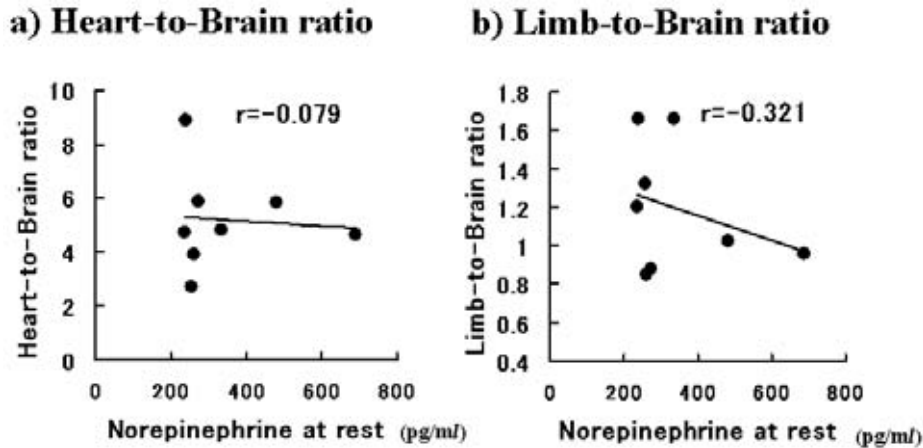 a) Heart-to-Brain ratio
10
8
6
4
2
0
Heart-to-Brain ratio
r=-0.079
0 200 400 600 800
Norepinephrine at rest (pg/ml)
b) Limb-to-Brain ratio
1.8
1.6
1.4
1.2
1
0.8
0.6
0.4
Limb-to-Brain ratio
r=-0.321
0 200 400 600 800
Norepinephrine at rest (pg/ml)